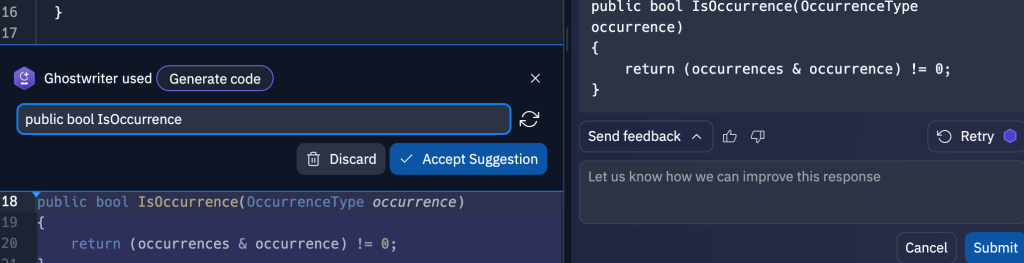 16 }
17
Ghostwriter used Generate code
public bool IsOccurrence
Discard Accept Suggestion
18 public bool IsOccurrence(OccurrenceType occurrence)
19 {
20 return (occurrences & occurrence) != 0;
21 }
public bool IsOccurrence(OccurrenceType
occurrence)
{
return (occurrences & occurrence) != 0;
}
Send feedback Retry
Let us know how we can improve this response
Cancel Submit